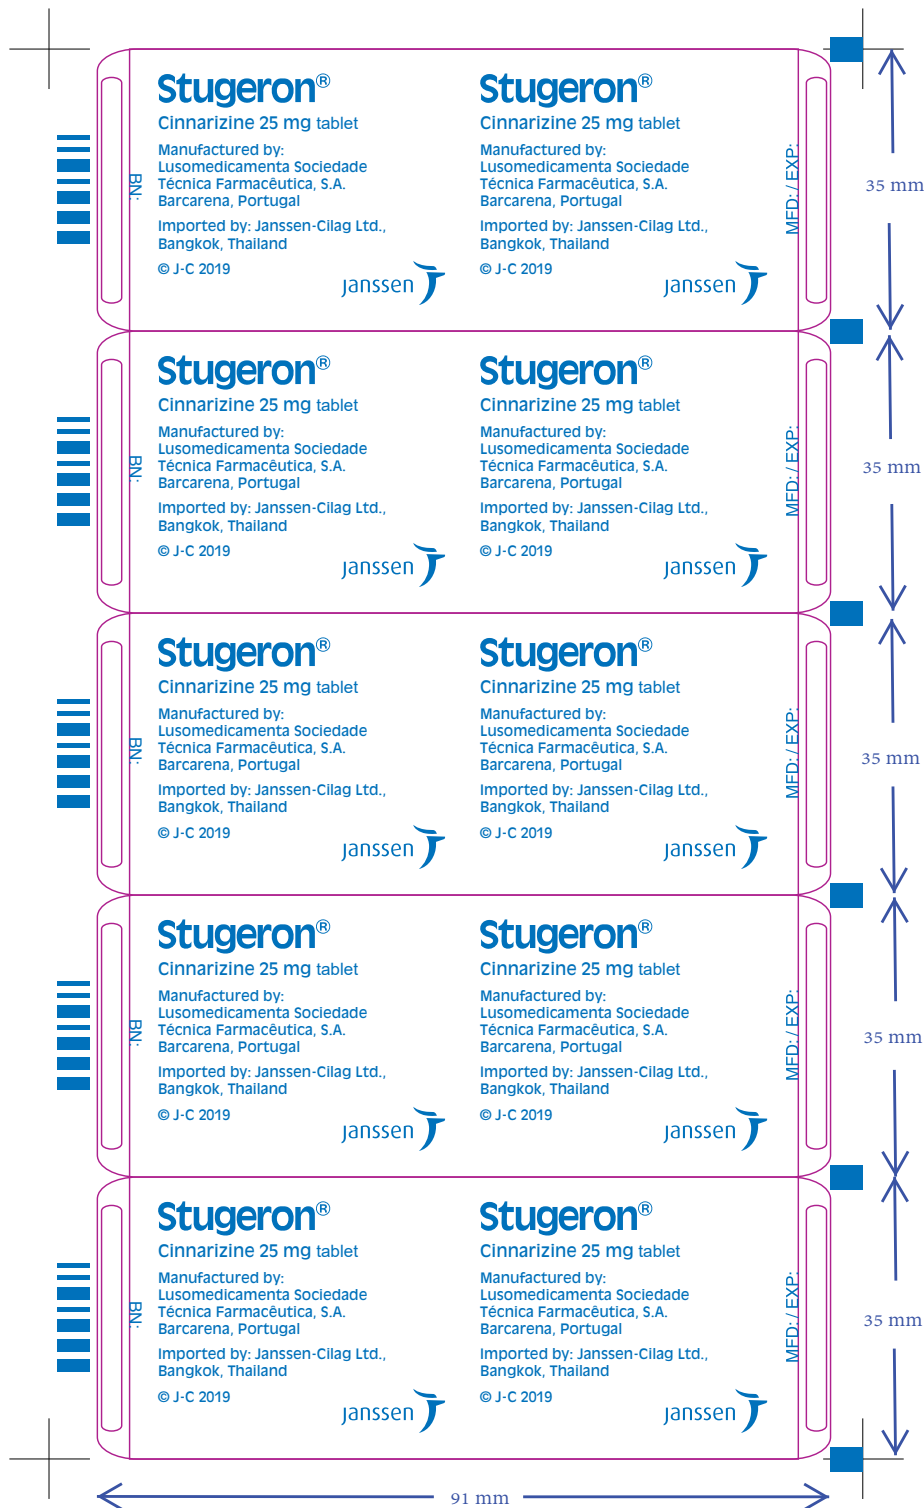 Stugeron®
Cinnarizine 25 mg tablet
Manufactured by:
Lusomedicamenta Sociedade
Técnica Farmacêutica, S.A.
Barcarena, Portugal
Imported by: Janssen-Cilag Ltd.,
Bangkok, Thailand
© J-C 2019
janssen
BN:
Stugeron®
Cinnarizine 25 mg tablet
Manufactured by:
Lusomedicamenta Sociedade
Técnica Farmacêutica, S.A.
Barcarena, Portugal
Imported by: Janssen-Cilag Ltd.,
Bangkok, Thailand
© J-C 2019
janssen
MFD: / EXP:
35 mm
Stugeron®
Cinnarizine 25 mg tablet
Manufactured by:
Lusomedicamenta Sociedade
Técnica Farmacêutica, S.A.
Barcarena, Portugal
Imported by: Janssen-Cilag Ltd.,
Bangkok, Thailand
© J-C 2019
janssen
BN:
Stugeron®
Cinnarizine 25 mg tablet
Manufactured by:
Lusomedicamenta Sociedade
Técnica Farmacêutica, S.A.
Barcarena, Portugal
Imported by: Janssen-Cilag Ltd.,
Bangkok, Thailand
© J-C 2019
janssen
MFD: / EXP:
35 mm
Stugeron®
Cinnarizine 25 mg tablet
Manufactured by:
Lusomedicamenta Sociedade
Técnica Farmacêutica, S.A.
Barcarena, Portugal
Imported by: Janssen-Cilag Ltd.,
Bangkok, Thailand
© J-C 2019
janssen
BN:
Stugeron®
Cinnarizine 25 mg tablet
Manufactured by:
Lusomedicamenta Sociedade
Técnica Farmacêutica, S.A.
Barcarena, Portugal
Imported by: Janssen-Cilag Ltd.,
Bangkok, Thailand
© J-C 2019
janssen
MFD: / EXP:
35 mm
Stugeron®
Cinnarizine 25 mg tablet
Manufactured by:
Lusomedicamenta Sociedade
Técnica Farmacêutica, S.A.
Barcarena, Portugal
Imported by: Janssen-Cilag Ltd.,
Bangkok, Thailand
© J-C 2019
janssen
BN:
Stugeron®
Cinnarizine 25 mg tablet
Manufactured by:
Lusomedicamenta Sociedade
Técnica Farmacêutica, S.A.
Barcarena, Portugal
Imported by: Janssen-Cilag Ltd.,
Bangkok, Thailand
© J-C 2019
janssen
MFD: / EXP:
35 mm
Stugeron®
Cinnarizine 25 mg tablet
Manufactured by:
Lusomedicamenta Sociedade
Técnica Farmacêutica, S.A.
Barcarena, Portugal
Imported by: Janssen-Cilag Ltd.,
Bangkok, Thailand
© J-C 2019
janssen
BN:
Stugeron®
Cinnarizine 25 mg tablet
Manufactured by:
Lusomedicamenta Sociedade
Técnica Farmacêutica, S.A.
Barcarena, Portugal
Imported by: Janssen-Cilag Ltd.,
Bangkok, Thailand
© J-C 2019
janssen
MFD: / EXP:
35 mm
91 mm